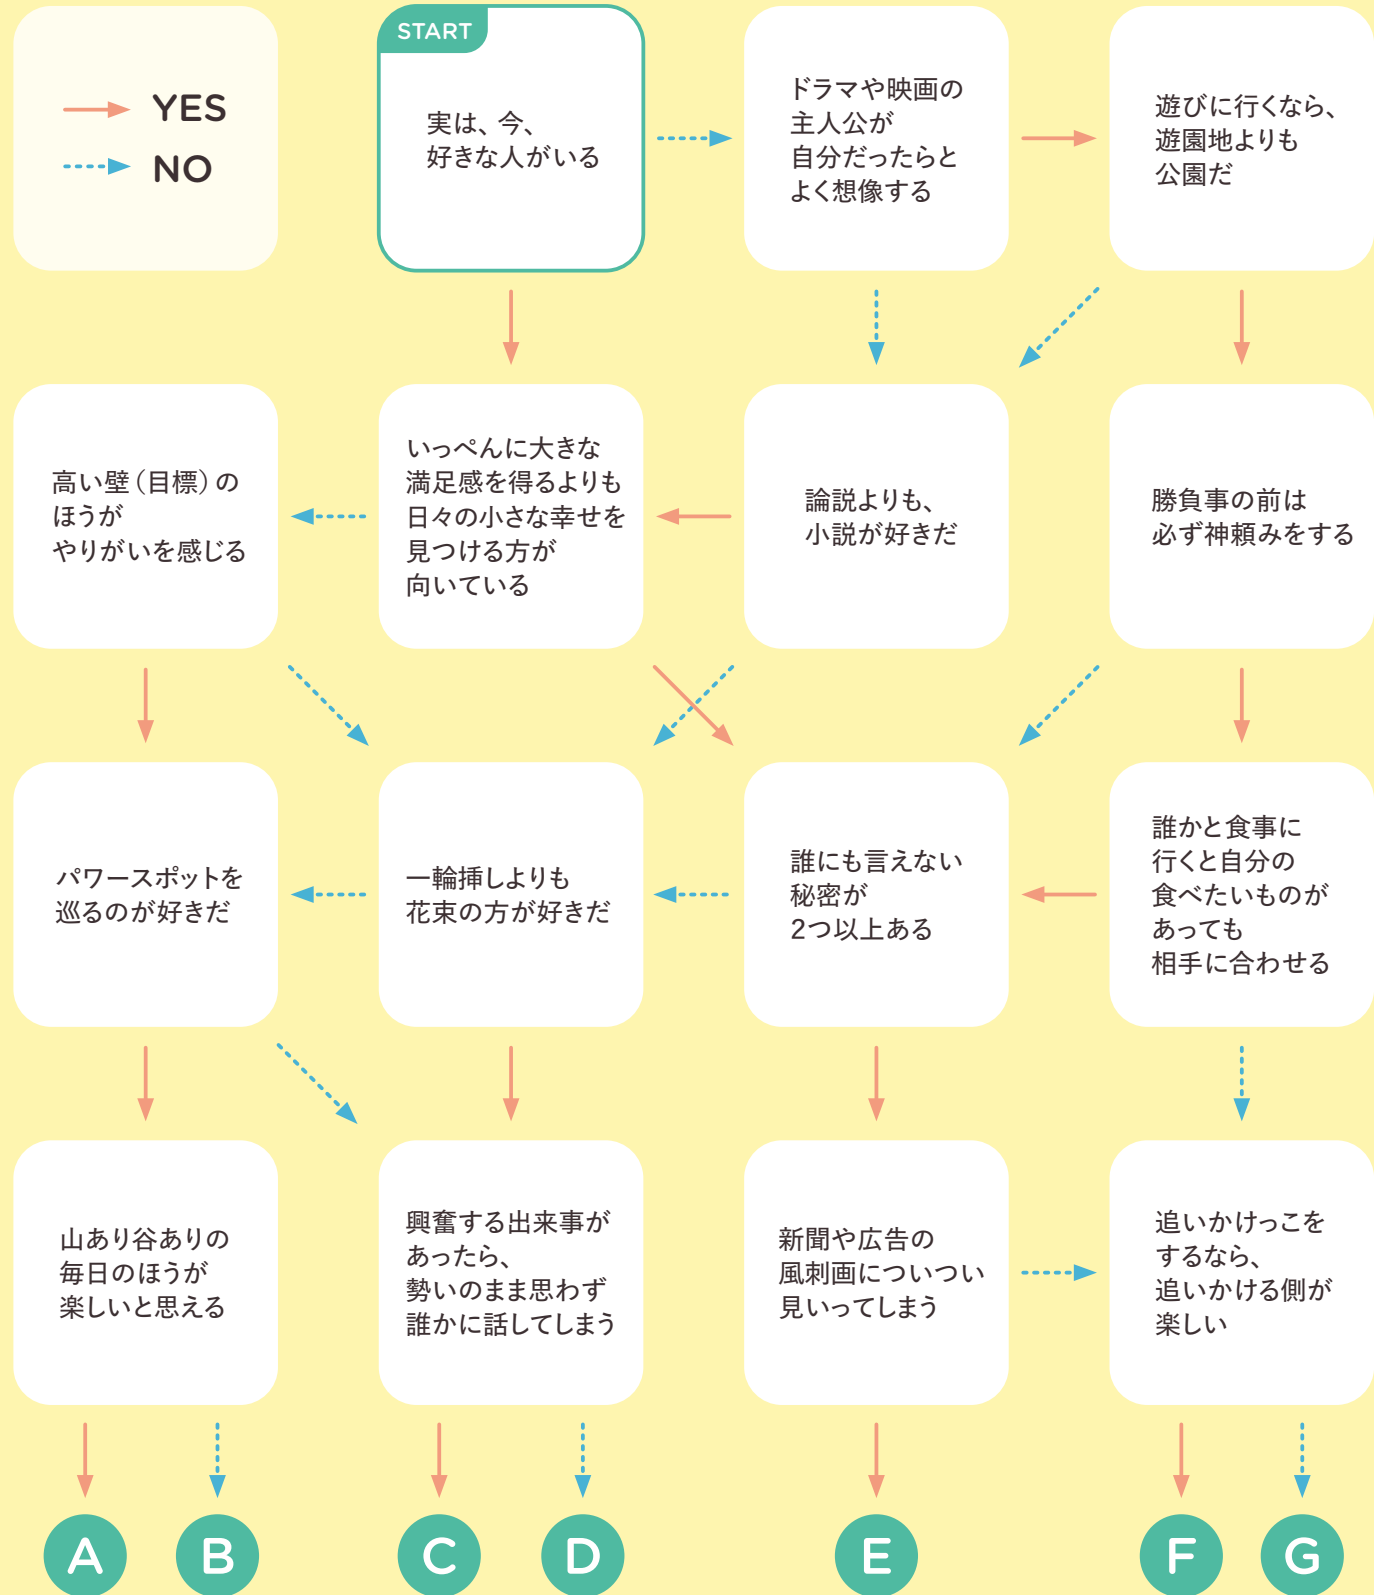 YES
NO
START
実は、今、
好きな人がいる
ドラマや映画の
主人公が
自分だったらと
よく想像する
遊びに行くなら、
遊園地よりも
公園だ
高い壁（目標）の
ほうが
やりがいを感じる
いっぺんに大きな
満足感を得るよりも
日々の小さな幸せを
見つける方が
向いている
論説よりも、
小説が好きだ
勝負事の前は
必ず神頼みをする
パワースポットを
巡るのが好きだ
一輪挿しよりも
花束の方が好きだ
誰にも言えない
秘密が
2つ以上ある
誰かと食事に
行くと自分の
食べたいものが
あっても
相手に合わせる
山あり谷ありの
毎日のほうが
楽しいと思える
興奮する出来事が
あったら、
勢いのまま思わず
誰かに話してしまう
新聞や広告の
風刺画についつい
見いってしまう
追いかけっこを
するなら、
追いかける側が
楽しい
A
B
C
D
E
F
G